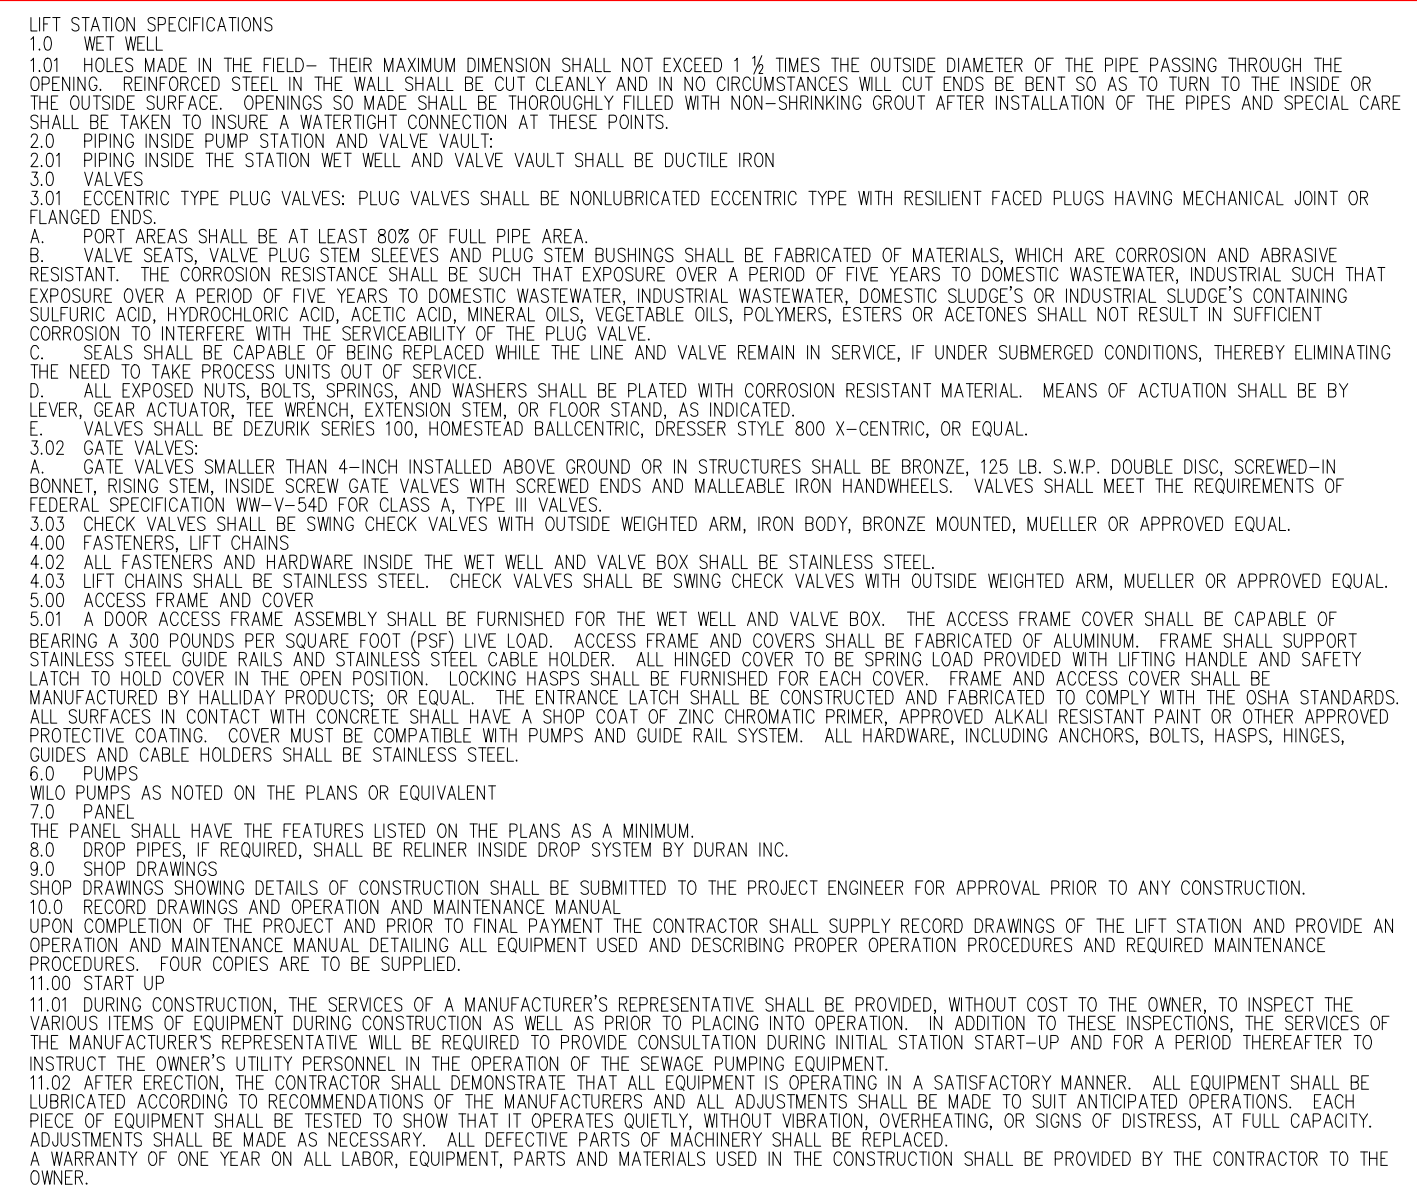 LIFT STATION SPECIFICATIONS
1.0 WET WELL
1.01 HOLES MADE IN THE FIELD– THEIR MAXIMUM DIMENSION SHALL NOT EXCEED 1 ½ TIMES THE OUTSIDE DIAMETER OF THE PIPE PASSING THROUGH THE
OPENING. REINFORCED STEEL IN THE WALL SHALL BE CUT CLEANLY AND IN NO CIRCUMSTANCES WILL CUT ENDS BE BENT SO AS TO TURN TO THE INSIDE OR
THE OUTSIDE SURFACE. OPENINGS SO MADE SHALL BE THOROUGHLY FILLED WITH NON–SHRINKING GROUT AFTER INSTALLATION OF THE PIPES AND SPECIAL CARE
SHALL BE TAKEN TO INSURE A WATERTIGHT CONNECTION AT THESE POINTS.
2.0 PIPING INSIDE PUMP STATION AND VALVE VAULT:
2.01 PIPING INSIDE THE STATION WET WELL AND VALVE VAULT SHALL BE DUCTILE IRON
3.0 VALVES
3.01 ECCENTRIC TYPE PLUG VALVES: PLUG VALVES SHALL BE NONLUBRICATED ECCENTRIC TYPE WITH RESILIENT FACED PLUGS HAVING MECHANICAL JOINT OR
FLANGED ENDS.
A. PORT AREAS SHALL BE AT LEAST 80% OF FULL PIPE AREA.
B. VALVE SEATS, VALVE PLUG STEM SLEEVES AND PLUG STEM BUSHINGS SHALL BE FABRICATED OF MATERIALS, WHICH ARE CORROSION AND ABRASIVE
RESISTANT. THE CORROSION RESISTANCE SHALL BE SUCH THAT EXPOSURE OVER A PERIOD OF FIVE YEARS TO DOMESTIC WASTEWATER, INDUSTRIAL SUCH THAT
EXPOSURE OVER A PERIOD OF FIVE YEARS TO DOMESTIC WASTEWATER, INDUSTRIAL WASTEWATER, DOMESTIC SLUDGE'S OR INDUSTRIAL SLUDGE'S CONTAINING
SULFURIC ACID, HYDROCHLORIC ACID, ACETIC ACID, MINERAL OILS, VEGETABLE OILS, POLYMERS, ESTERS OR ACETONES SHALL NOT RESULT IN SUFFICIENT
CORROSION TO INTERFERE WITH THE SERVICEABILITY OF THE PLUG VALVE.
C. SEALS SHALL BE CAPABLE OF BEING REPLACED WHILE THE LINE AND VALVE REMAIN IN SERVICE, IF UNDER SUBMERGED CONDITIONS, THEREBY ELIMINATING
THE NEED TO TAKE PROCESS UNITS OUT OF SERVICE.
D. ALL EXPOSED NUTS, BOLTS, SPRINGS, AND WASHERS SHALL BE PLATED WITH CORROSION RESISTANT MATERIAL. MEANS OF ACTUATION SHALL BE BY
LEVER, GEAR ACTUATOR, TEE WRENCH, EXTENSION STEM, OR FLOOR STAND, AS INDICATED.
E. VALVES SHALL BE DEZURIK SERIES 100, HOMESTEAD BALLCENTRIC, DRESSER STYLE 800 X–CENTRIC, OR EQUAL.
3.02 GATE VALVES:
A. GATE VALVES SMALLER THAN 4–INCH INSTALLED ABOVE GROUND OR IN STRUCTURES SHALL BE BRONZE, 125 LB. S.W.P. DOUBLE DISC, SCREWED–IN
BONNET, RISING STEM, INSIDE SCREW GATE VALVES WITH SCREWED ENDS AND MALLEABLE IRON HANDWHEELS. VALVES SHALL MEET THE REQUIREMENTS OF
FEDERAL SPECIFICATION WW–V–54D FOR CLASS A, TYPE III VALVES.
3.03 CHECK VALVES SHALL BE SWING CHECK VALVES WITH OUTSIDE WEIGHTED ARM, IRON BODY, BRONZE MOUNTED, MUELLER OR APPROVED EQUAL.
4.00 FASTENERS, LIFT CHAINS
4.02 ALL FASTENERS AND HARDWARE INSIDE THE WET WELL AND VALVE BOX SHALL BE STAINLESS STEEL.
4.03 LIFT CHAINS SHALL BE STAINLESS STEEL. CHECK VALVES SHALL BE SWING CHECK VALVES WITH OUTSIDE WEIGHTED ARM, MUELLER OR APPROVED EQUAL.
5.00 ACCESS FRAME AND COVER
5.01 A DOOR ACCESS FRAME ASSEMBLY SHALL BE FURNISHED FOR THE WET WELL AND VALVE BOX. THE ACCESS FRAME COVER SHALL BE CAPABLE OF
BEARING A 300 POUNDS PER SQUARE FOOT (PSF) LIVE LOAD. ACCESS FRAME AND COVERS SHALL BE FABRICATED OF ALUMINUM. FRAME SHALL SUPPORT
STAINLESS STEEL GUIDE RAILS AND STAINLESS STEEL CABLE HOLDER. ALL HINGED COVER TO BE SPRING LOAD PROVIDED WITH LIFTING HANDLE AND SAFETY
LATCH TO HOLD COVER IN THE OPEN POSITION. LOCKING HASPS SHALL BE FURNISHED FOR EACH COVER. FRAME AND ACCESS COVER SHALL BE
MANUFACTURED BY HALLIDAY PRODUCTS; OR EQUAL. THE ENTRANCE LATCH SHALL BE CONSTRUCTED AND FABRICATED TO COMPLY WITH THE OSHA STANDARDS.
ALL SURFACES IN CONTACT WITH CONCRETE SHALL HAVE A SHOP COAT OF ZINC CHROMATIC PRIMER, APPROVED ALKALI RESISTANT PAINT OR OTHER APPROVED
PROTECTIVE COATING. COVER MUST BE COMPATIBLE WITH PUMPS AND GUIDE RAIL SYSTEM. ALL HARDWARE, INCLUDING ANCHORS, BOLTS, HASPS, HINGES,
GUIDES AND CABLE HOLDERS SHALL BE STAINLESS STEEL.
6.0 PUMPS
WILO PUMPS AS NOTED ON THE PLANS OR EQUIVALENT
7.0 PANEL
THE PANEL SHALL HAVE THE FEATURES LISTED ON THE PLANS AS A MINIMUM.
8.0 DROP PIPES, IF REQUIRED, SHALL BE RELINER INSIDE DROP SYSTEM BY DURAN INC.
9.0 SHOP DRAWINGS
SHOP DRAWINGS SHOWING DETAILS OF CONSTRUCTION SHALL BE SUBMITTED TO THE PROJECT ENGINEER FOR APPROVAL PRIOR TO ANY CONSTRUCTION.
10.0 RECORD DRAWINGS AND OPERATION AND MAINTENANCE MANUAL
UPON COMPLETION OF THE PROJECT AND PRIOR TO FINAL PAYMENT THE CONTRACTOR SHALL SUPPLY RECORD DRAWINGS OF THE LIFT STATION AND PROVIDE AN
OPERATION AND MAINTENANCE MANUAL DETAILING ALL EQUIPMENT USED AND DESCRIBING PROPER OPERATION PROCEDURES AND REQUIRED MAINTENANCE
PROCEDURES. FOUR COPIES ARE TO BE SUPPLIED.
11.00 START UP
11.01 DURING CONSTRUCTION, THE SERVICES OF A MANUFACTURER'S REPRESENTATIVE SHALL BE PROVIDED, WITHOUT COST TO THE OWNER, TO INSPECT THE
VARIOUS ITEMS OF EQUIPMENT DURING CONSTRUCTION AS WELL AS PRIOR TO PLACING INTO OPERATION. IN ADDITION TO THESE INSPECTIONS, THE SERVICES OF
THE MANUFACTURER'S REPRESENTATIVE WILL BE REQUIRED TO PROVIDE CONSULTATION DURING INITIAL STATION START–UP AND FOR A PERIOD THEREAFTER TO
INSTRUCT THE OWNER'S UTILITY PERSONNEL IN THE OPERATION OF THE SEWAGE PUMPING EQUIPMENT.
11.02 AFTER ERECTION, THE CONTRACTOR SHALL DEMONSTRATE THAT ALL EQUIPMENT IS OPERATING IN A SATISFACTORY MANNER. ALL EQUIPMENT SHALL BE
LUBRICATED ACCORDING TO RECOMMENDATIONS OF THE MANUFACTURERS AND ALL ADJUSTMENTS SHALL BE MADE TO SUIT ANTICIPATED OPERATIONS. EACH
PIECE OF EQUIPMENT SHALL BE TESTED TO SHOW THAT IT OPERATES QUIETLY, WITHOUT VIBRATION, OVERHEATING, OR SIGNS OF DISTRESS, AT FULL CAPACITY.
ADJUSTMENTS SHALL BE MADE AS NECESSARY. ALL DEFECTIVE PARTS OF MACHINERY SHALL BE REPLACED.
A WARRANTY OF ONE YEAR ON ALL LABOR, EQUIPMENT, PARTS AND MATERIALS USED IN THE CONSTRUCTION SHALL BE PROVIDED BY THE CONTRACTOR TO THE
OWNER.